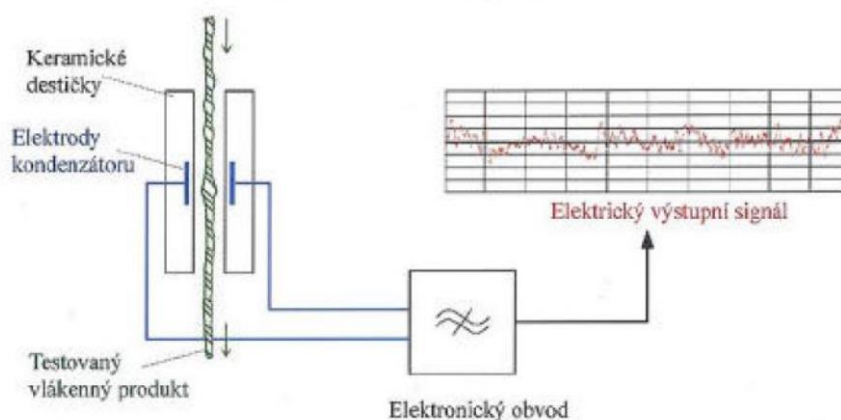 Keramické
destičky
Elektrody
kondenzátoru
Elektrický výstupní signál
Testovaný
vlákenný produkt
Elektronický obvod